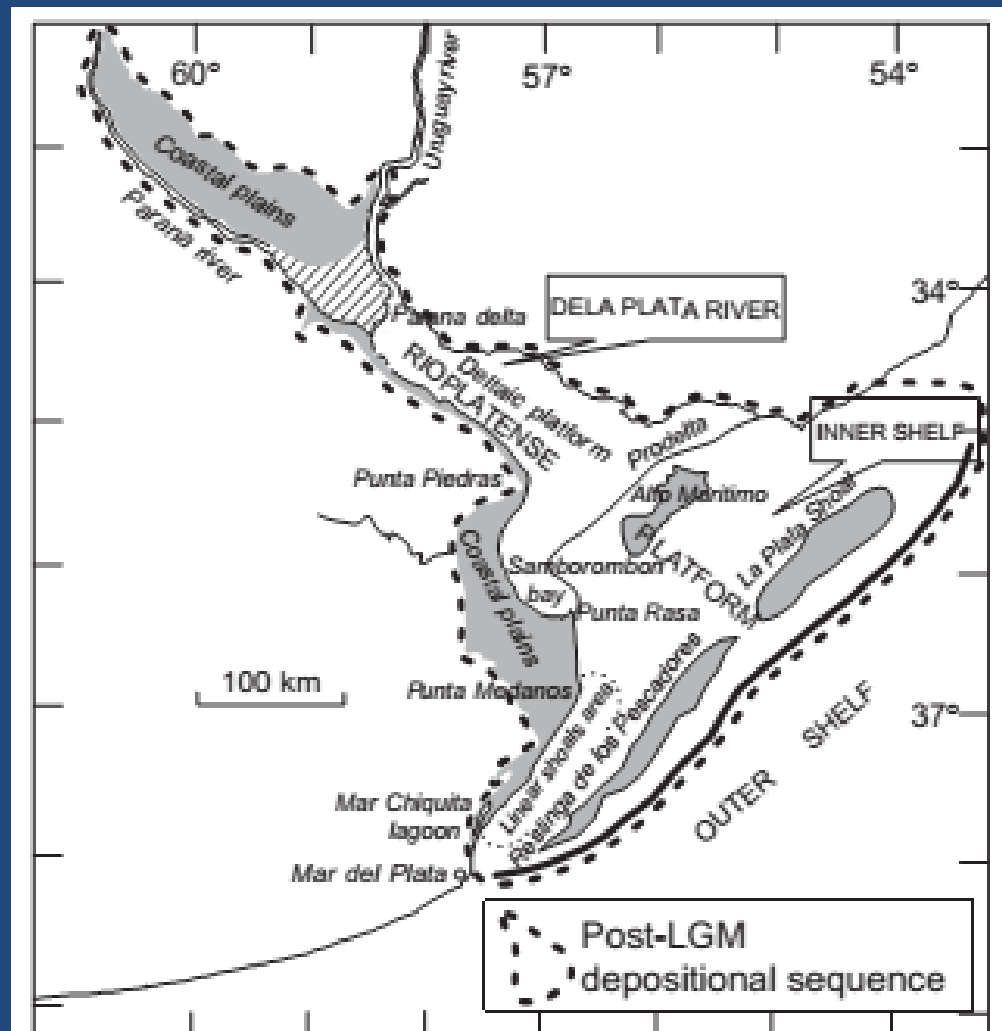 60°
57°
54°
Uruguay river
Coastal plains
Parana river
34°
DELA PLATA RIVER
Parana delta
RIOPLATENSE
Deltaic platform
INNER SHELF
Prodelta
Punta Piedras
Alto Maritimo
La Plata Shoal
PLATFORM
Coastal plains
Samborombon
bay
Punta Rasa
100 km
Punta Medanos
37°
Linear shoals area
Restinga de los Pescadores
OUTER SHELF
Mar Chiquita
lagoon
Mar del Plata
Post-LGM
depositional sequence